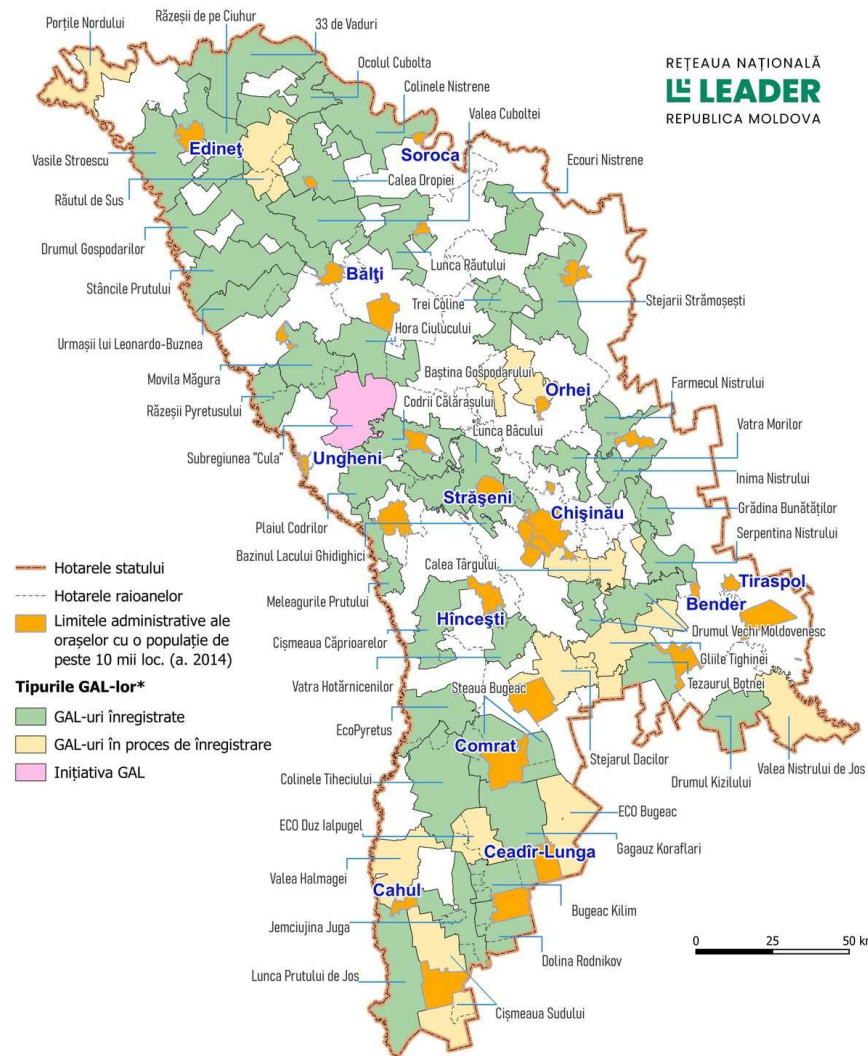 Porțile Nordului
Răzeșii de pe Ciuhur
33 de Vaduri
Ocolul Cubolta
Colinele Nistrene
Valea Cuboltei
REȚEAUA NAȚIONALĂ
LEADER
REPUBLICA MOLDOVA
Vasile Stroescu
Edineţ
Soroca
Ecouri Nistrene
Răutul de Sus
Calea Dropiei
Drumul Gospodarilor
Lunca Răutului
Stâncile Prutului
Bălţi
Trei Coline
Stejarii Strămoșești
Urmașii lui Leonardo-Buznea
Hora Ciulucului
Movila Măgura
Baștina Gospodarului
Orhei
Farmecul Nistrului
Răzeșii Pyretusului
Codrii Călărașului
Lunca Bâcului
Vatra Morilor
Subregiunea "Cula"
Ungheni
Inima Nistrului
Străşeni
Chişinău
Grădina Bunătăților
Plaiul Codrilor
Serpentina Nistrului
Bazinul Lacului Ghidighici
Calea Târgului
Tiraspol
Meleagurile Prutului
Bender
Hînceşti
Drumul Vechi Moldovenesc
Cișmeaua Căprioarelor
Gliile Tighinei
Vatra Hotărnicenilor
Steaua Bugeac
Tezaurul Botnei
EcoPyretus
Comrat
Stejarul Dacilor
Valea Nistrului de Jos
Colinele Tiheciului
Drumul Kizilului
ECO Bugeac
ECO Duz Ialpugel
Ceadîr-Lunga
Gagauz Koraflari
Valea Halmagei
Cahul
Bugeac Kilim
Jemciujina Juga
Dolina Rodnikov
Lunca Prutului de Jos
Cișmeaua Sudului
Hotarele statului
Hotarele raioanelor
Limitele administrative ale
orașelor cu o populație de
peste 10 mii loc. (a. 2014)
Tipurile GAL-lor*
GAL-uri înregistrate
GAL-uri în proces de înregistrare
Inițiativa GAL
0 25 50 km